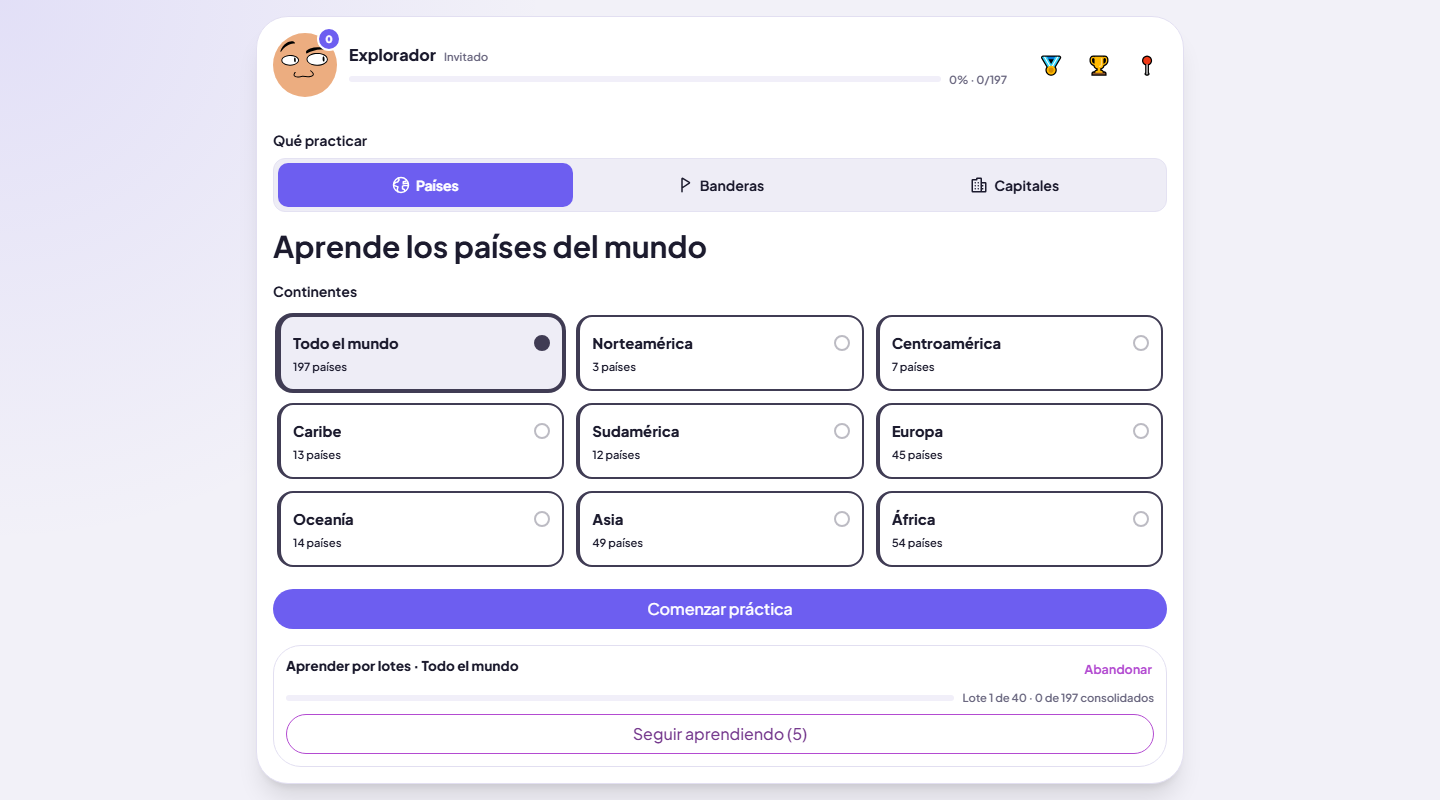 0
Explorador Invitado
0% · 0/197
Qué practicar
Países Banderas Capitales
Aprende los países del mundo
Continentes
Todo el mundo
197 países
Norteamérica
3 países
Centroamérica
7 países
Caribe
13 países
Sudamérica
12 países
Europa
45 países
Oceanía
14 países
Asia
49 países
África
54 países
Comenzar práctica
Aprender por lotes · Todo el mundo
Abandonar
Lote 1 de 40 · 0 de 197 consolidados
Seguir aprendiendo (5)